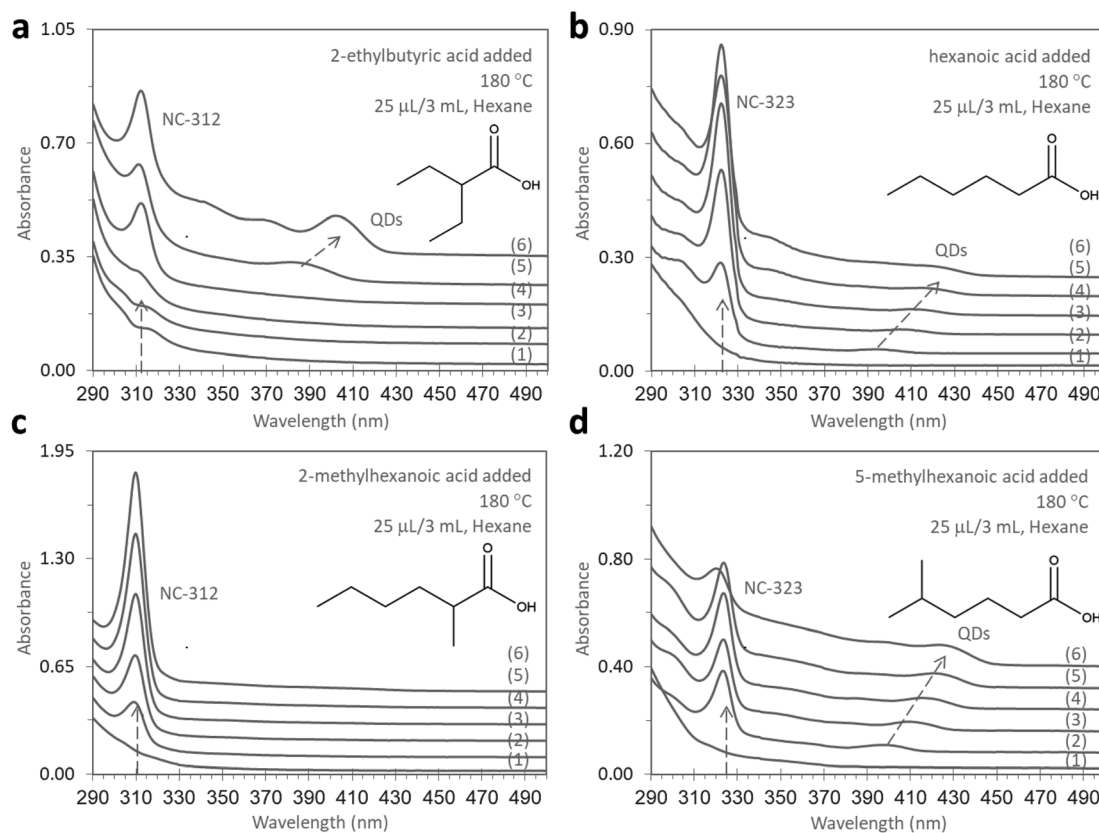 a
1.05
0.70
0.35
0.00
Absorbance
2-ethylbutyric acid added
180 °C
25 μL/3 mL, Hexane
NC-312
O
OH
QDs
(6)
(5)
(4)
(3)
(2)
(1)
290 310 330 350 370 390 410 430 450 470 490
Wavelength (nm)
b
0.90
0.60
0.30
0.00
Absorbance
hexanoic acid added
180 °C
25 μL/3 mL, Hexane
NC-323
O
OH
QDs
(6)
(5)
(4)
(3)
(2)
(1)
290 310 330 350 370 390 410 430 450 470 490
Wavelength (nm)
c
1.95
1.30
0.65
0.00
Absorbance
2-methylhexanoic acid added
180 °C
25 μL/3 mL, Hexane
NC-312
O
OH
(6)
(5)
(4)
(3)
(2)
(1)
290 310 330 350 370 390 410 430 450 470 490
Wavelength (nm)
d
1.20
0.80
0.40
0.00
Absorbance
5-methylhexanoic acid added
180 °C
25 μL/3 mL, Hexane
NC-323
O
OH
QDs
(6)
(5)
(4)
(3)
(2)
(1)
290 310 330 350 370 390 410 430 450 470 490
Wavelength (nm)